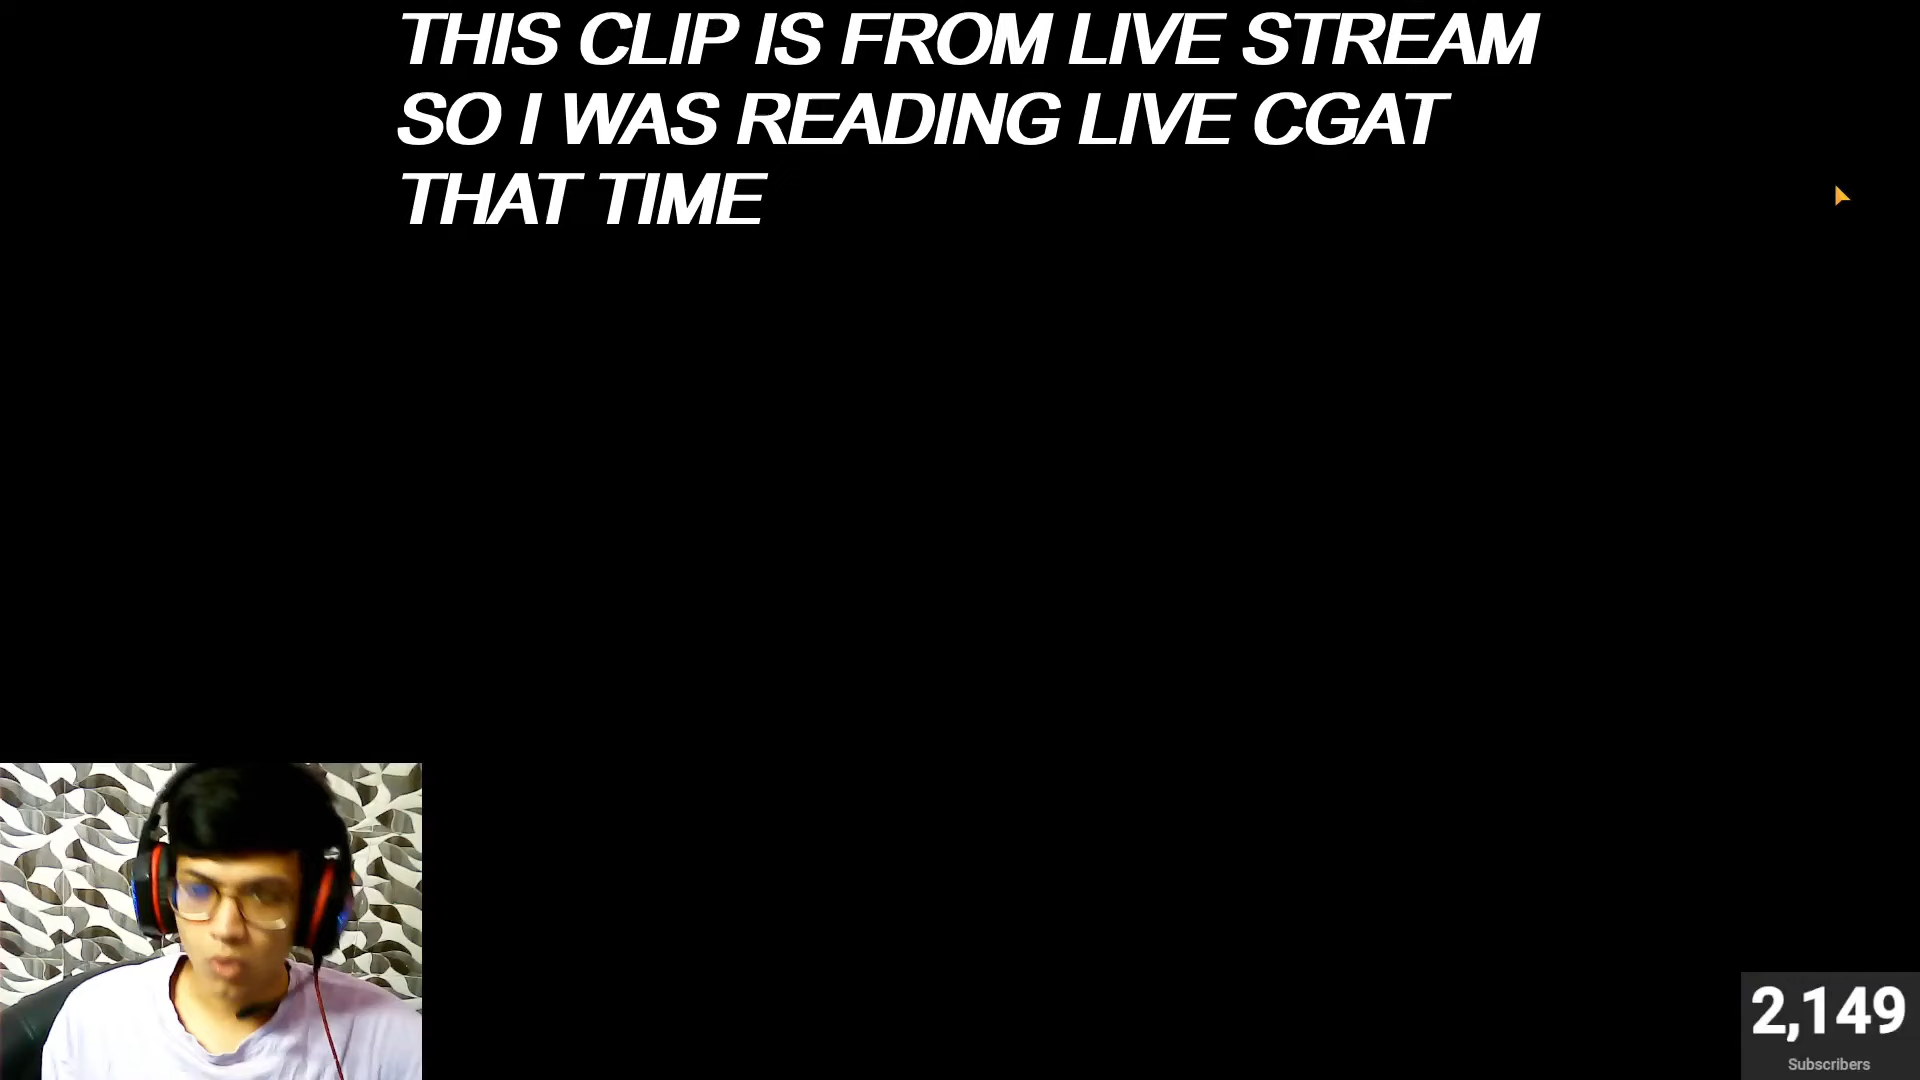 THIS CLIP IS FROM LIVE STREAM
SO I WAS READING LIVE CGAT
THAT TIME
2,149
Subscribers